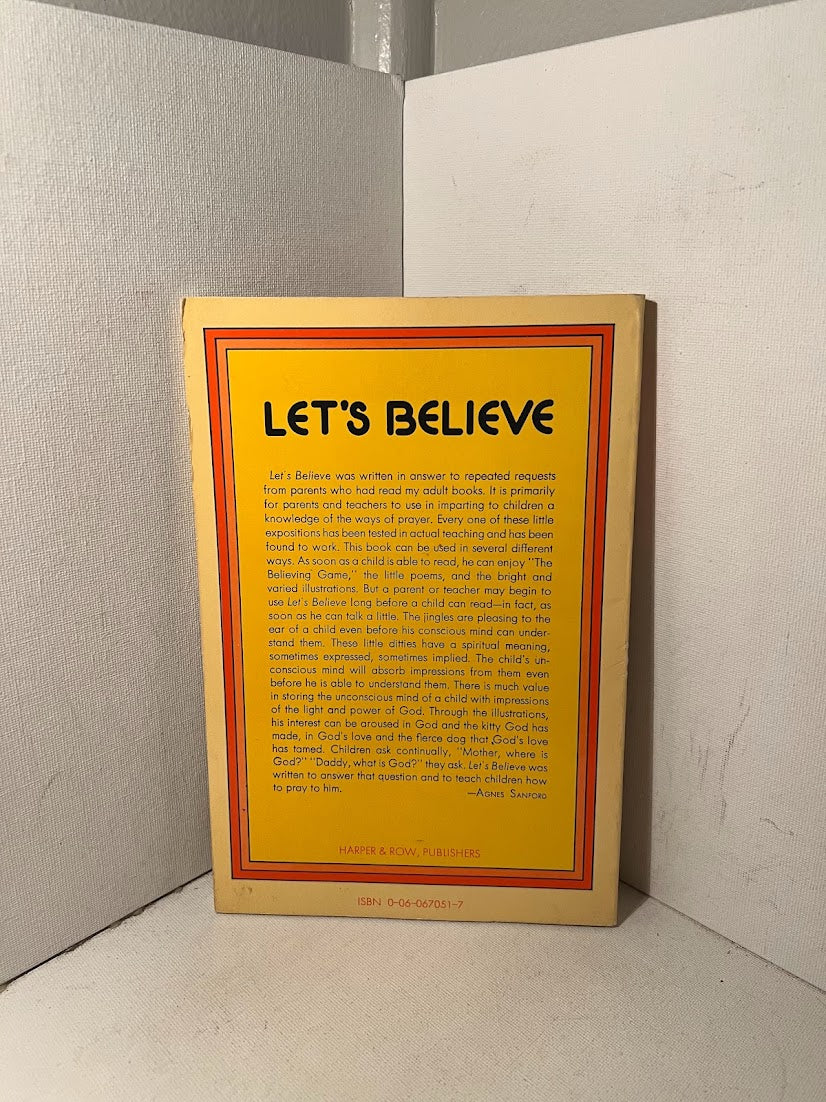 LET'S BELIEVE
Let's Believe was written in answer to repeated requests
from parents who had read my adult books. It is primarily
for parents and teachers to use in imparting to children a
knowledge of the ways of prayer. Every one of these little
expositions has been tested in actual teaching and has been
found to work. This book can be used in several different
ways. As soon as a child is able to read, he can enjoy "The
Believing Game," the little poems, and the bright and
varied illustrations. But a parent or teacher may begin to
use Let's Believe long before a child can read—in fact, as
soon as he can talk a little. The jingles are pleasing to the
ear of a child even before his conscious mind can under-
stand them. These little ditties have a spiritual meaning,
sometimes expressed, sometimes implied. The child's un-
conscious mind will absorb impressions from them even
before he is able to understand them. There is much value
in storing the unconscious mind of a child with impressions
of the light and power of God. Through the illustrations,
his interest can be aroused in God and the kitty God has
made, in God's love and the fierce dog that God's love
has tamed. Children ask continually, "Mother, where is
God?" "Daddy, what is God?" they ask. Let's Believe was
written to answer that question and to teach children how
to pray to him. —AGNES SANFORD
HARPER & ROW, PUBLISHERS
ISBN 0-06-067051-7